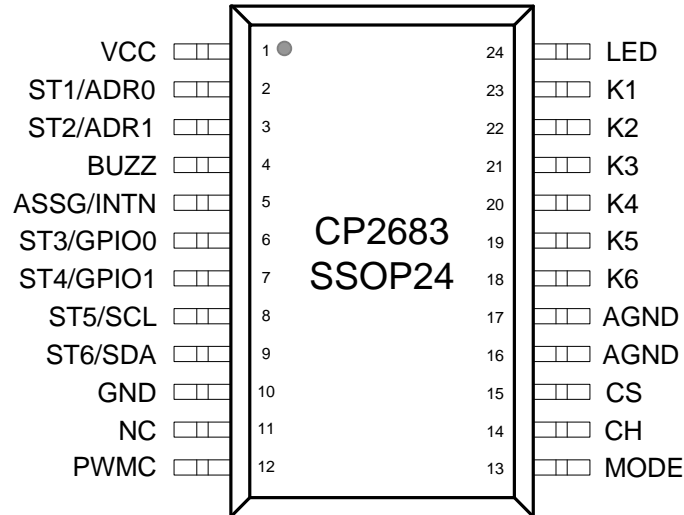 VCC 1 24 LED
ST1/ADR0 2 23 K1
ST2/ADR1 3 22 K2
BUZZ 4 21 K3
ASSG/INTN 5 20 K4
ST3/GPIO0 6 19 K5
ST4/GPIO1 7 18 K6
ST5/SCL 8 17 AGND
ST6/SDA 9 16 AGND
GND 10 15 CS
NC 11 14 CH
PWMC 12 13 MODE
CP2683
SSOP24